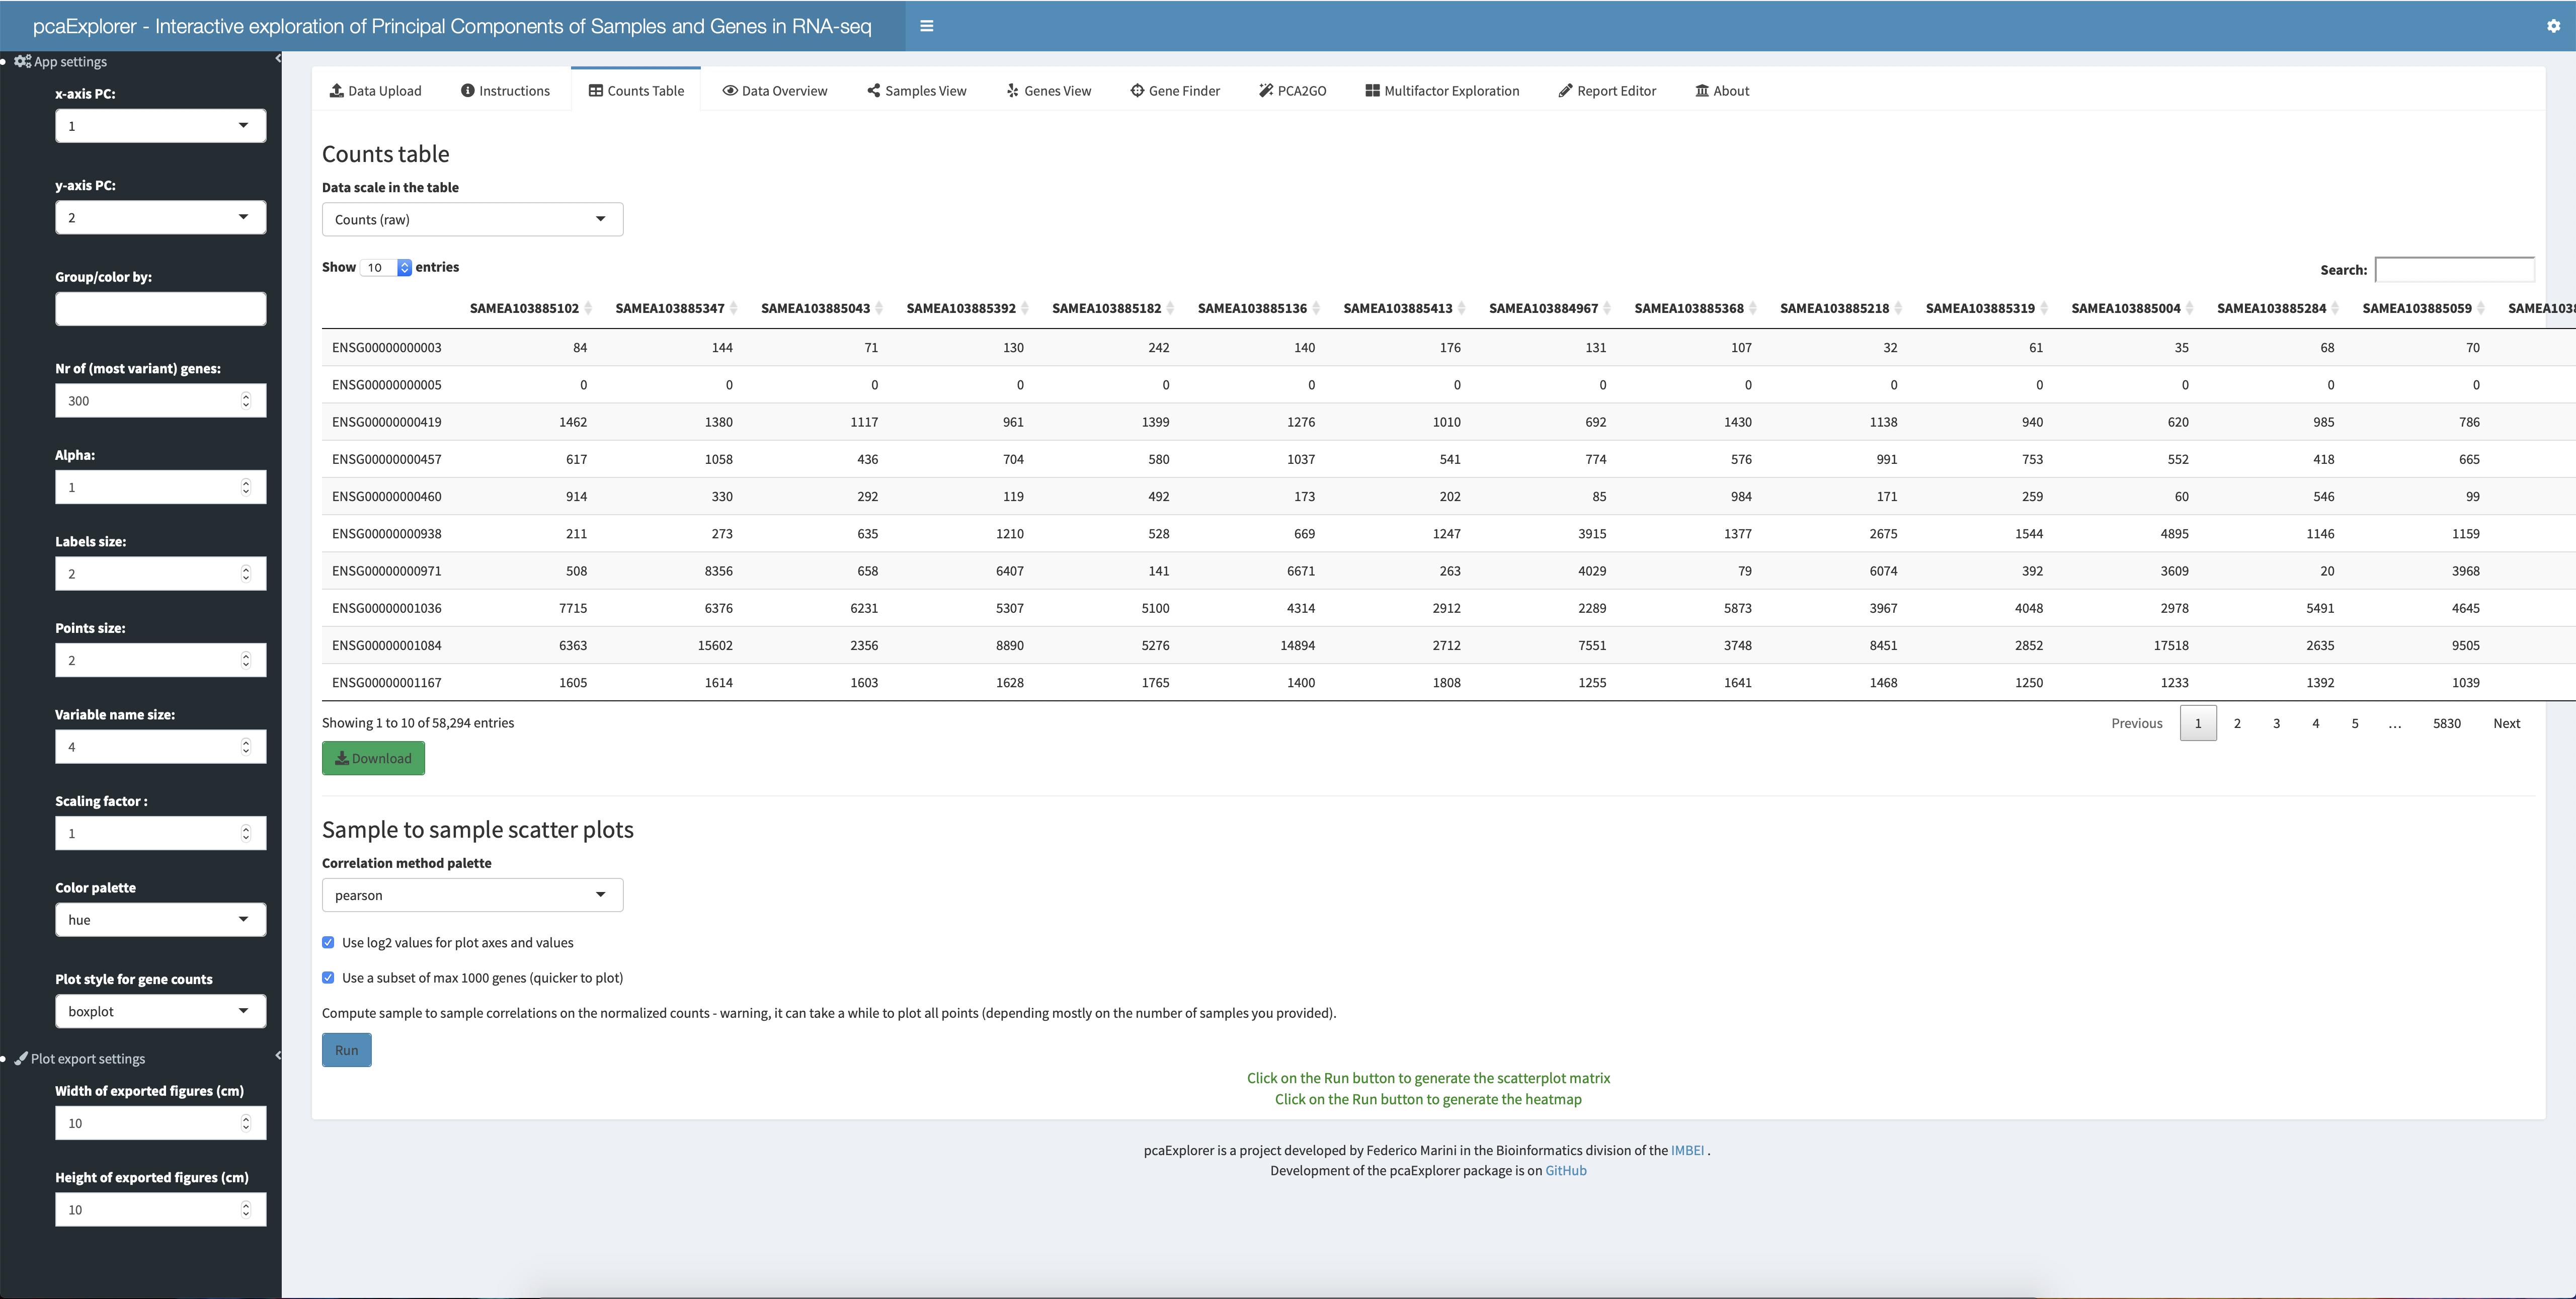 pcaExplorer - Interactive exploration of Principal Components of Samples and Genes in RNA-seq
App settings
x-axis PC:
1
y-axis PC:
2
Group/color by:
Nr of (most variant) genes:
300
Alpha:
1
Labels size:
2
Points size:
2
Variable name size:
4
Scaling factor :
1
Color palette
hue
Plot style for gene counts
boxplot
Plot export settings
Width of exported figures (cm)
10
Height of exported figures (cm)
10
Data Upload Instructions Counts Table Data Overview Samples View Genes View Gene Finder PCA2GO Multifactor Exploration Report Editor About
Counts table
Data scale in the table
Counts (raw)
Show 10 entries Search:
SAMEA103885102 SAMEA103885347 SAMEA103885043 SAMEA103885392 SAMEA103885182 SAMEA103885136 SAMEA103885413 SAMEA103884967 SAMEA103885368 SAMEA103885218 SAMEA103885319 SAMEA103885004 SAMEA103885284 SAMEA103885059
ENSG00000000003 84 144 71 130 242 140 176 131 107 32 61 35 68 70
ENSG00000000005 0 0 0 0 0 0 0 0 0 0 0 0 0 0
ENSG00000000419 1462 1380 1117 961 1399 1276 1010 692 1430 1138 940 620 985 786
ENSG00000000457 617 1058 436 704 580 1037 541 774 576 991 753 552 418 665
ENSG00000000460 914 330 292 119 492 173 202 85 984 171 259 60 546 99
ENSG00000000938 211 273 635 1210 528 669 1247 3915 1377 2675 1544 4895 1146 1159
ENSG00000000971 508 8356 658 6407 141 6671 263 4029 79 6074 392 3609 20 3968
ENSG00000001036 7715 6376 6231 5307 5100 4314 2912 2289 5873 3967 4048 2978 5491 4645
ENSG00000001084 6363 15602 2356 8890 5276 14894 2712 7551 3748 8451 2852 17518 2635 9505
ENSG00000001167 1605 1614 1603 1628 1765 1400 1808 1255 1641 1468 1250 1233 1392 1039
Showing 1 to 10 of 58,294 entries Previous 1 2 3 4 5 … 5830 Next
Download
Sample to sample scatter plots
Correlation method palette
pearson
Use log2 values for plot axes and values
Use a subset of max 1000 genes (quicker to plot)
Compute sample to sample correlations on the normalized counts - warning, it can take a while to plot all points (depending mostly on the number of samples you provided).
Run
Click on the Run button to generate the scatterplot matrix
Click on the Run button to generate the heatmap
pcaExplorer is a project developed by Federico Marini in the Bioinformatics division of the IMBEI .
Development of the pcaExplorer package is on GitHub